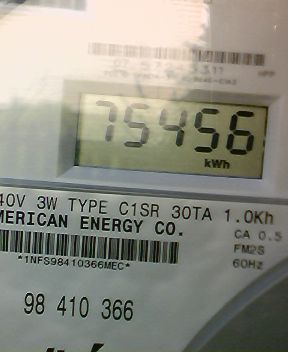 75456
kWh
40V 3W TYPE C1SR 30TA 1.0Kh
MERICAN ENERGY CO.
CA 0.5
FM2S
60Hz
*1NFS98410366MEC*
98 410 366